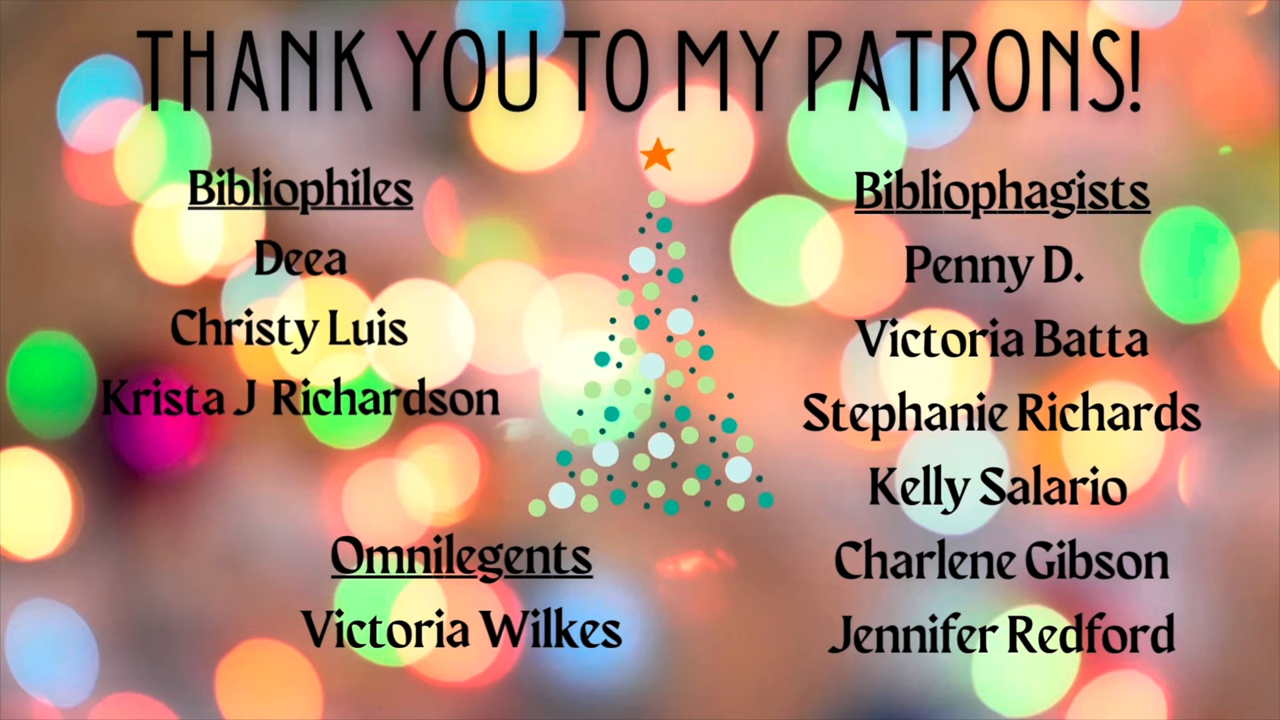 THANK YOU TO MY PATRONS!
Bibliophiles
Deea
Christy Luis
Krista J Richardson
Omnilegents
Victoria Wilkes
Bibliophagists
Penny D.
Victoria Batta
Stephanie Richards
Kelly Salario
Charlene Gibson
Jennifer Redford